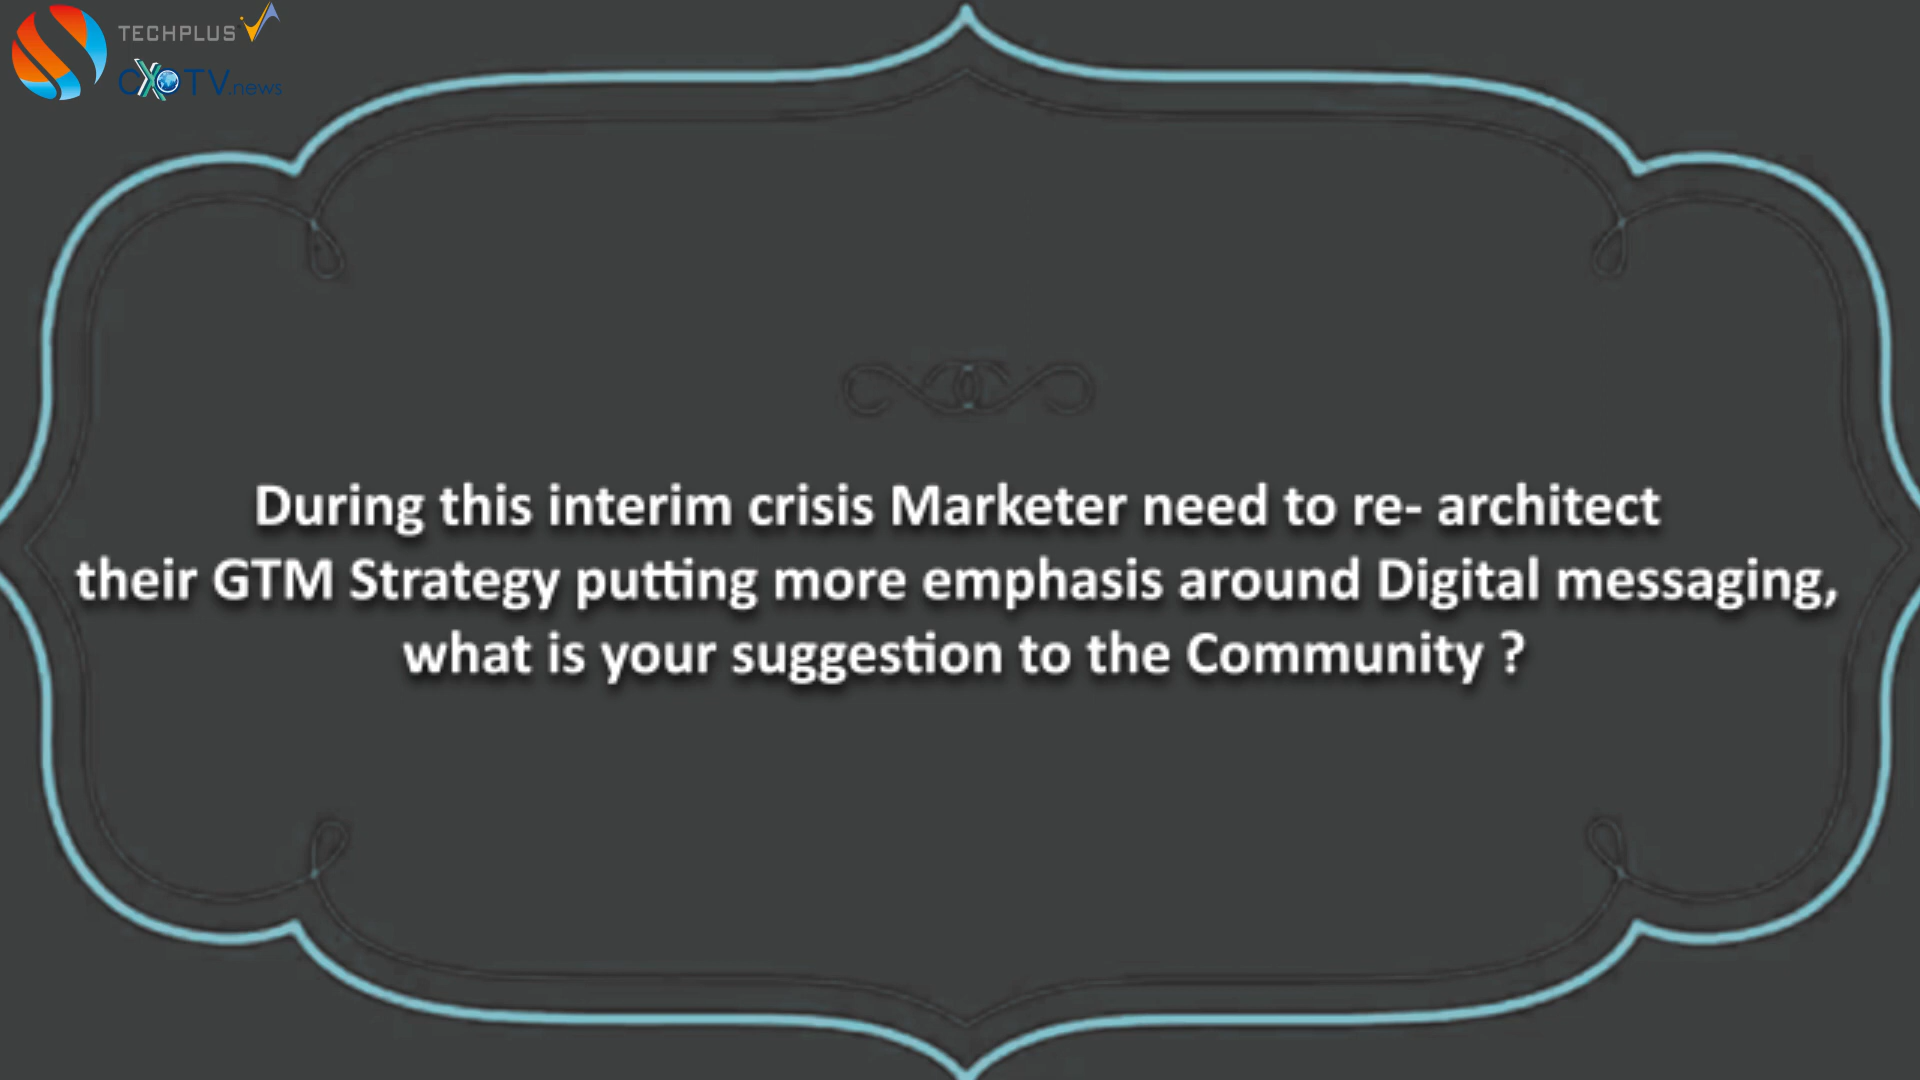 TECHPLUS
CXOTV.news
During this interim crisis Marketer need to re- architect
their GTM Strategy putting more emphasis around Digital messaging,
what is your suggestion to the Community ?